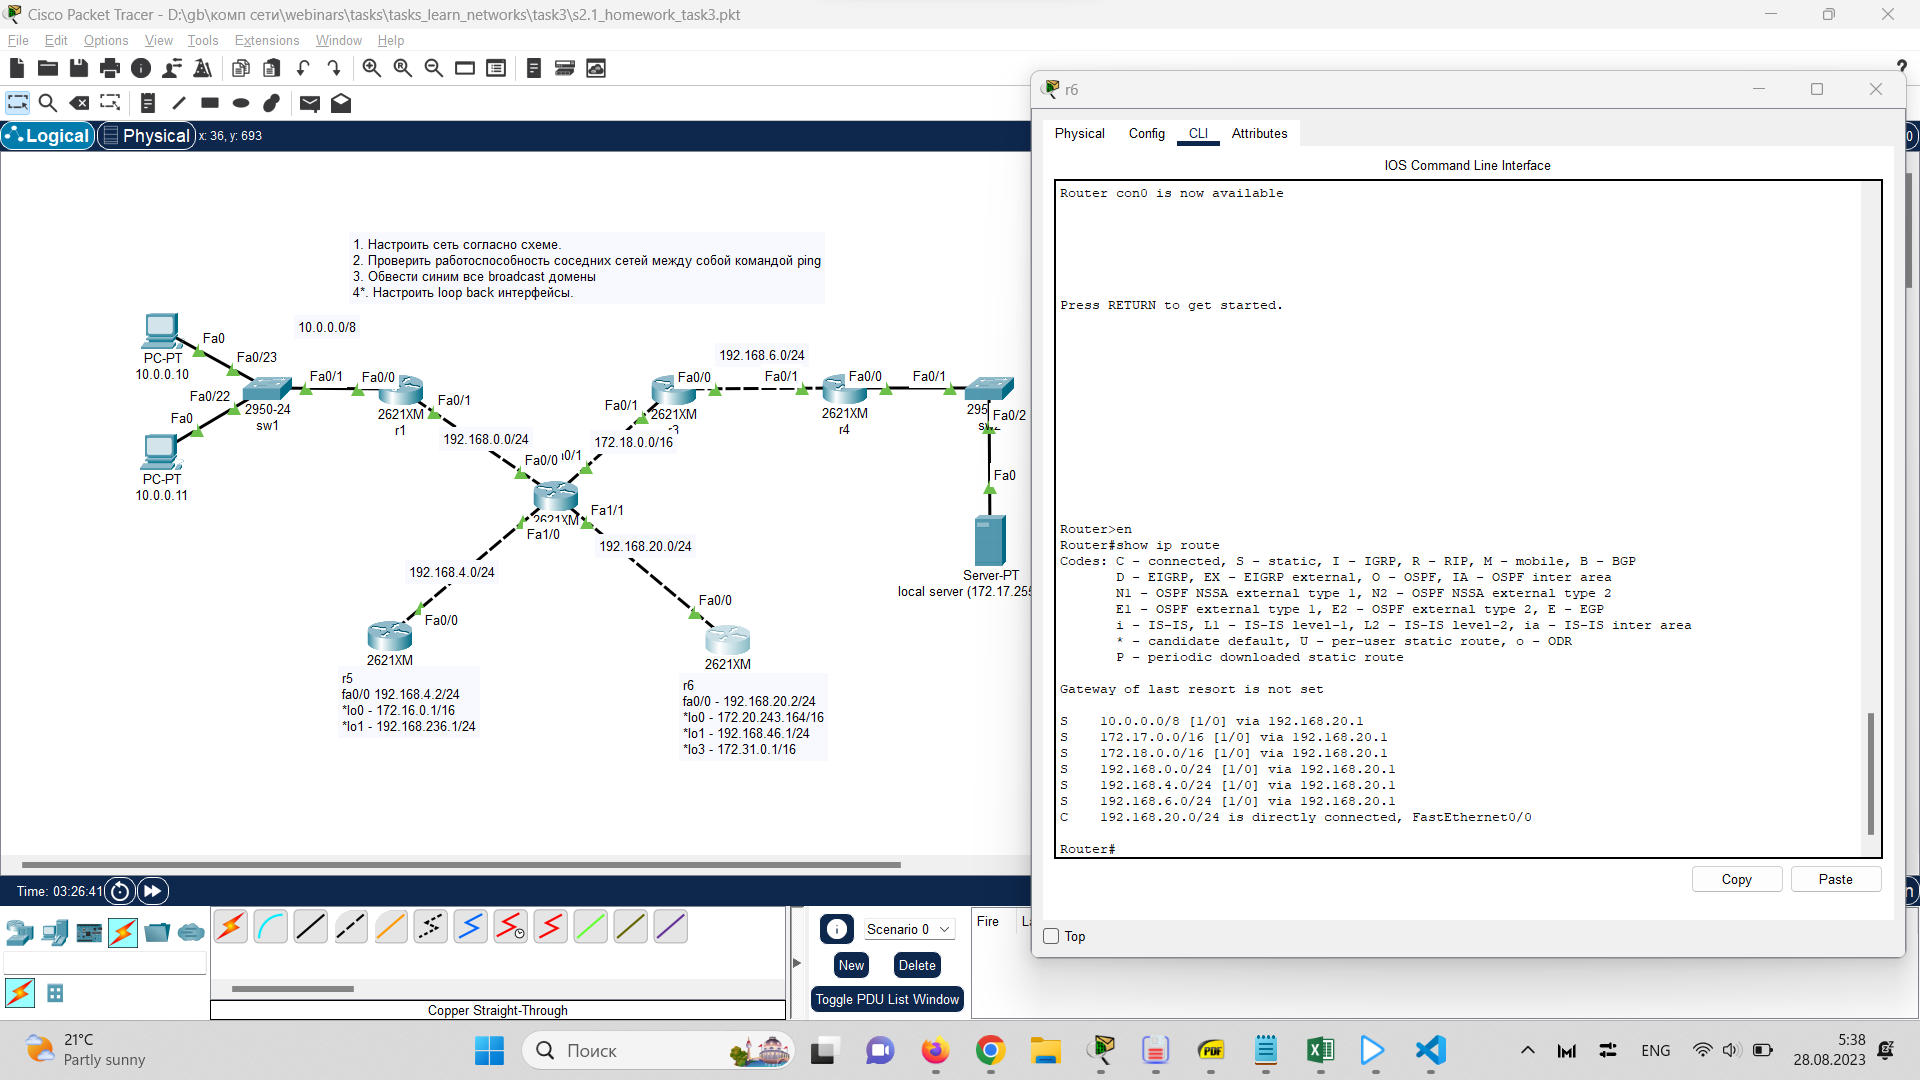 Cisco Packet Tracer - D:\gb\комп сети\webinars\tasks\tasks_learn_networks\task3\s2.1_homework_task3.pkt
File Edit Options View Tools Extensions Window Help
Logical Physical x: 36, y: 693
1. Настроить сеть согласно схеме.
2. Проверить работоспособность соседних сетей между собой командой ping
3. Обвести синим все broadcast домены
4*. Настроить loop back интерфейсы.
10.0.0.0/8
Fa0
PC-PT
10.0.0.10
Fa0/23
Fa0/22
Fa0
2950-24
sw1
Fa0/1
Fa0/0
2621XM
r1
Fa0/1
PC-PT
10.0.0.11
192.168.0.0/24
192.168.6.0/24
Fa0/0
Fa0/1
Fa0/1
2621XM
r3
Fa0/0
2621XM
r4
Fa0/1
295
Fa0/2
172.18.0.0/16
Fa0/0
0/1
2621XM
Fa1/1
Fa1/0
192.168.20.0/24
192.168.4.0/24
Fa0
Server-PT
local server (172.17.255
Fa0/0
Fa0/0
2621XM
r5
fa0/0 192.168.4.2/24
*lo0 - 172.16.0.1/16
*lo1 - 192.168.236.1/24
2621XM
r6
fa0/0 - 192.168.20.2/24
*lo0 - 172.20.243.164/16
*lo1 - 192.168.46.1/24
*lo3 - 172.31.0.1/16
r6
Physical Config CLI Attributes
IOS Command Line Interface
Router con0 is now available
Press RETURN to get started.
Router>en
Router#show ip route
Codes: C - connected, S - static, I - IGRP, R - RIP, M - mobile, B - BGP
D - EIGRP, EX - EIGRP external, O - OSPF, IA - OSPF inter area
N1 - OSPF NSSA external type 1, N2 - OSPF NSSA external type 2
E1 - OSPF external type 1, E2 - OSPF external type 2, E - EGP
i - IS-IS, L1 - IS-IS level-1, L2 - IS-IS level-2, ia - IS-IS inter area
* - candidate default, U - per-user static route, o - ODR
P - periodic downloaded static route
Gateway of last resort is not set
S 10.0.0.0/8 [1/0] via 192.168.20.1
S 172.17.0.0/16 [1/0] via 192.168.20.1
S 172.18.0.0/16 [1/0] via 192.168.20.1
S 192.168.0.0/24 [1/0] via 192.168.20.1
S 192.168.4.0/24 [1/0] via 192.168.20.1
S 192.168.6.0/24 [1/0] via 192.168.20.1
C 192.168.20.0/24 is directly connected, FastEthernet0/0
Router#
Copy Paste
Top
Time: 03:26:41
Scenario 0
New Delete
Toggle PDU List Window
Fire
Copper Straight-Through
21°C
Partly sunny
Поиск
PDF
ENG
5:38
28.08.2023